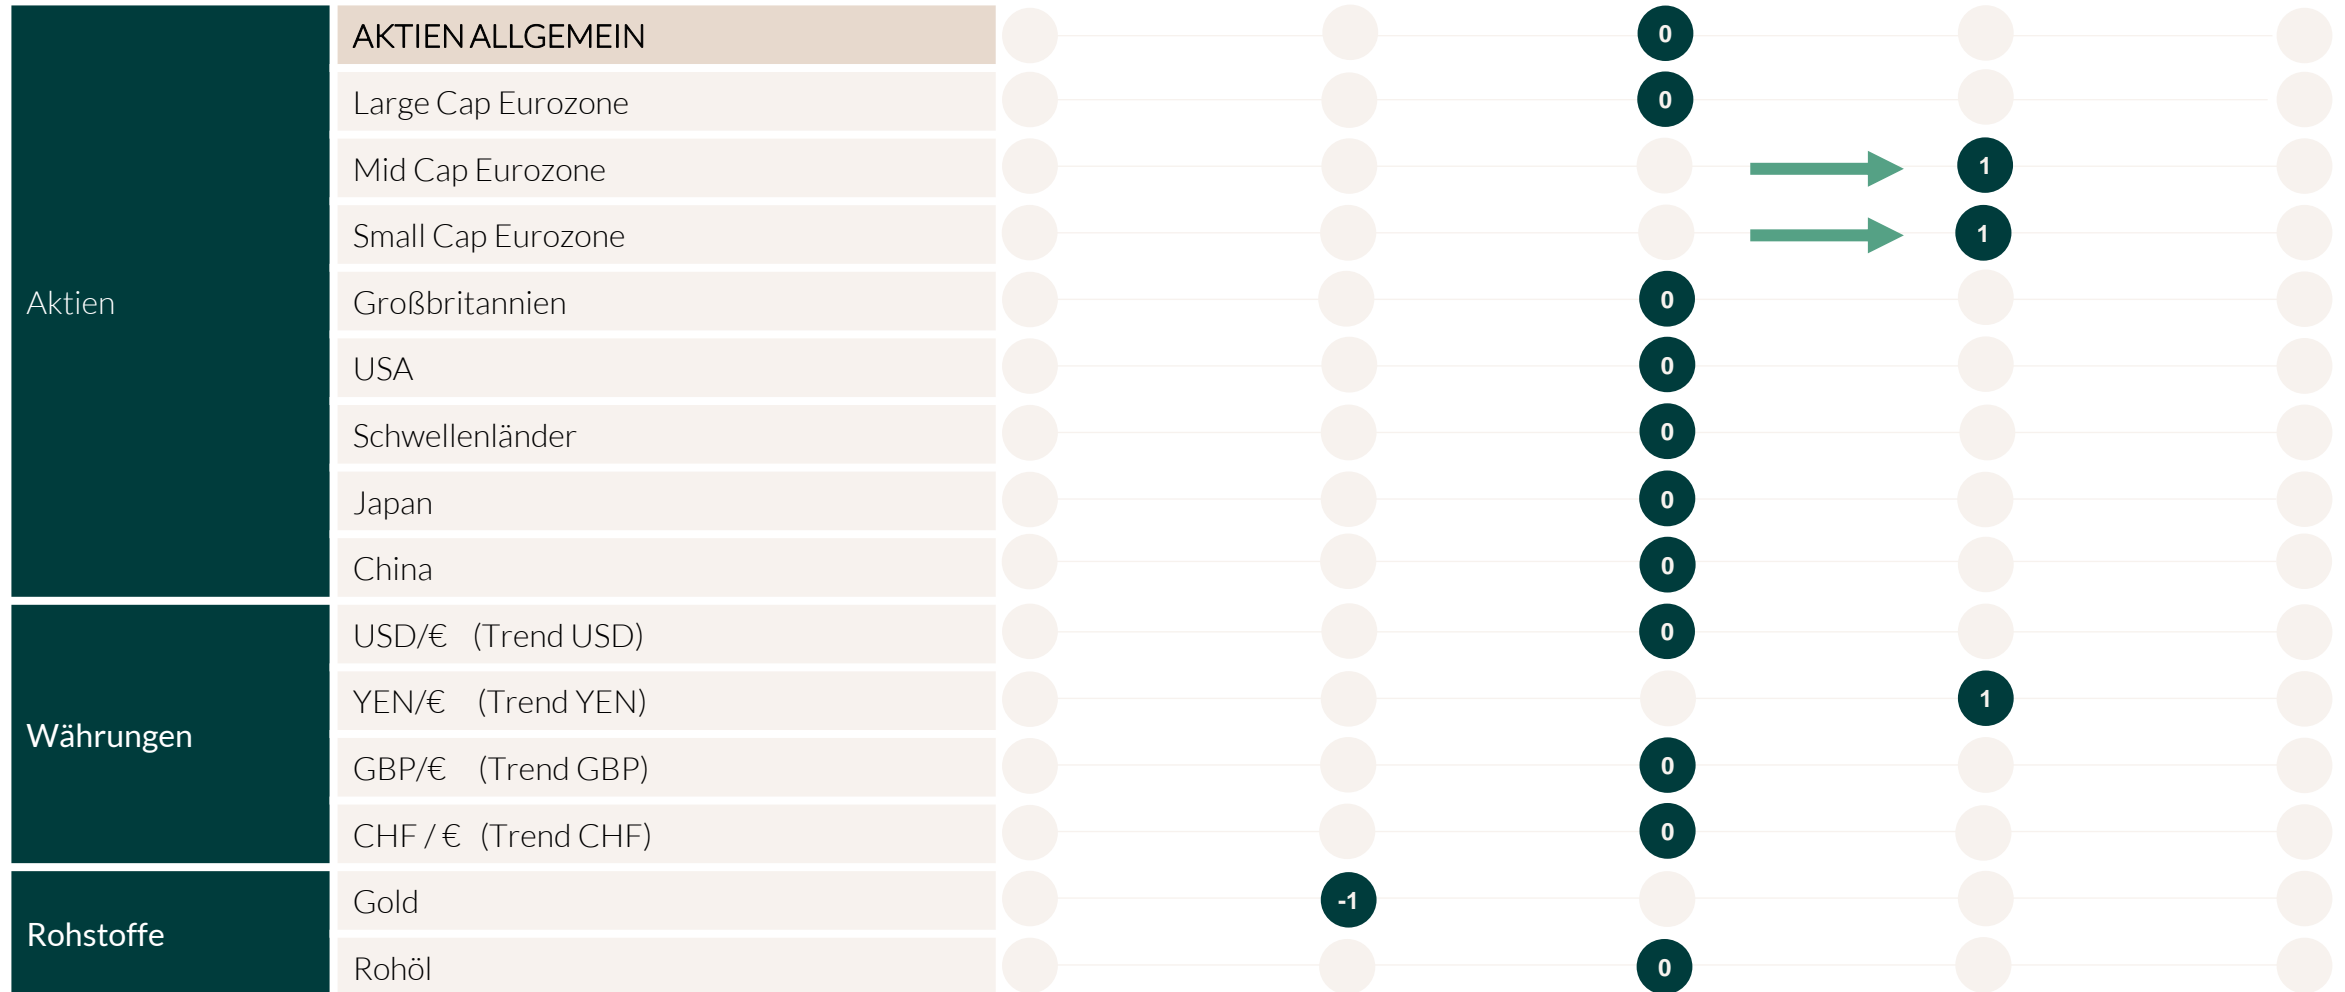 AKTIEN ALLGEMEIN 0
Large Cap Eurozone 0
Mid Cap Eurozone 1
Small Cap Eurozone 1
Aktien
Großbritannien 0
USA 0
Schwellenländer 0
Japan 0
China 0
USD/€ (Trend USD) 0
YEN/€ (Trend YEN) 1
Währungen
GBP/€ (Trend GBP) 0
CHF / € (Trend CHF) 0
Gold -1
Rohstoffe
Rohöl 0